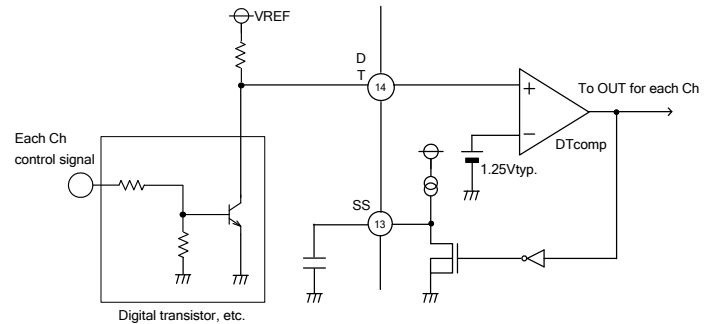 VREF
D
T
14
To OUT for each Ch
+
−
DTcomp
1.25Vtyp.
Each Ch
control signal
SS
13
Digital transistor, etc.